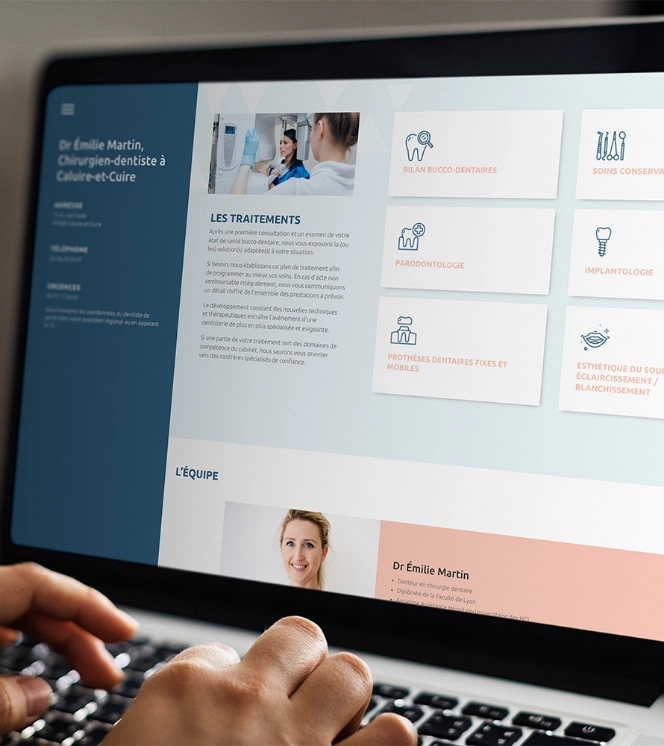 Dr Émilie Martin,
Chirurgien-dentiste à
Caluire-et-Cuire
ADRESSE
TÉLÉPHONE
URGENCES
LES TRAITEMENTS
Après une première consultation et un examen de votre
état de santé bucco-dentaire, nous vous exposons la (ou
les) solution(s) adaptée(s) à votre situation.
Si besoin, nous établissons un plan de traitement afin
de programmer au mieux vos soins. En cas d'acte non
remboursable intégralement, nous vous communiquons
un détail chiffré de l'ensemble des prestations à prévoir.
Le développement constant des nouvelles techniques
et thérapeutiques entraîne l'avènement d'une
dentisterie de plus en plus spécialisée et exigeante.
Si une partie de votre traitement sort des domaines de
compétence du cabinet, nous saurons vous orienter
vers des confrères spécialisés de confiance.
BILAN BUCCO-DENTAIRES
SOINS CONSERVA
PARODONTOLOGIE
IMPLANTOLOGIE
PROTHÈSES DENTAIRES FIXES ET
MOBILES
ESTHÉTIQUE DU SOU
ÉCLAIRCISSEMENT /
BLANCHISSEMENT
L'ÉQUIPE
Dr Émilie Martin
Docteur en chirurgie dentaire
Diplômée de la Faculté de Lyon